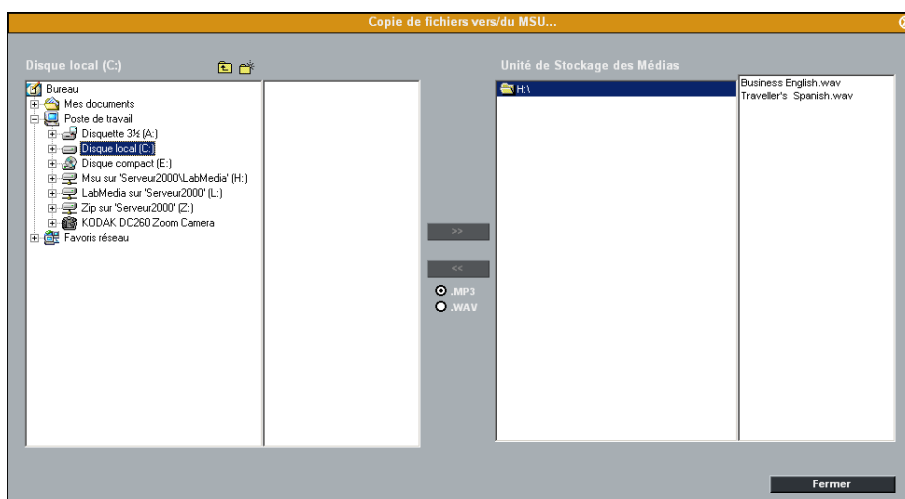 Copie de fichiers vers/du MSU...
Disque local (C:)
Bureau
Mes documents
Poste de travail
Disquette 3½ (A:)
Disque local (C:)
Disque compact (E:)
Msu sur 'Serveur2000\LabMedia' (H:)
LabMedia sur 'Serveur2000' (L:)
Zip sur 'Serveur2000' (Z:)
KODAK DC260 Zoom Camera
Favoris réseau
>>
<<
.MP3
.WAV
Unité de Stockage des Médias
H:\
Business English.wav
Traveller's Spanish.wav
Fermer